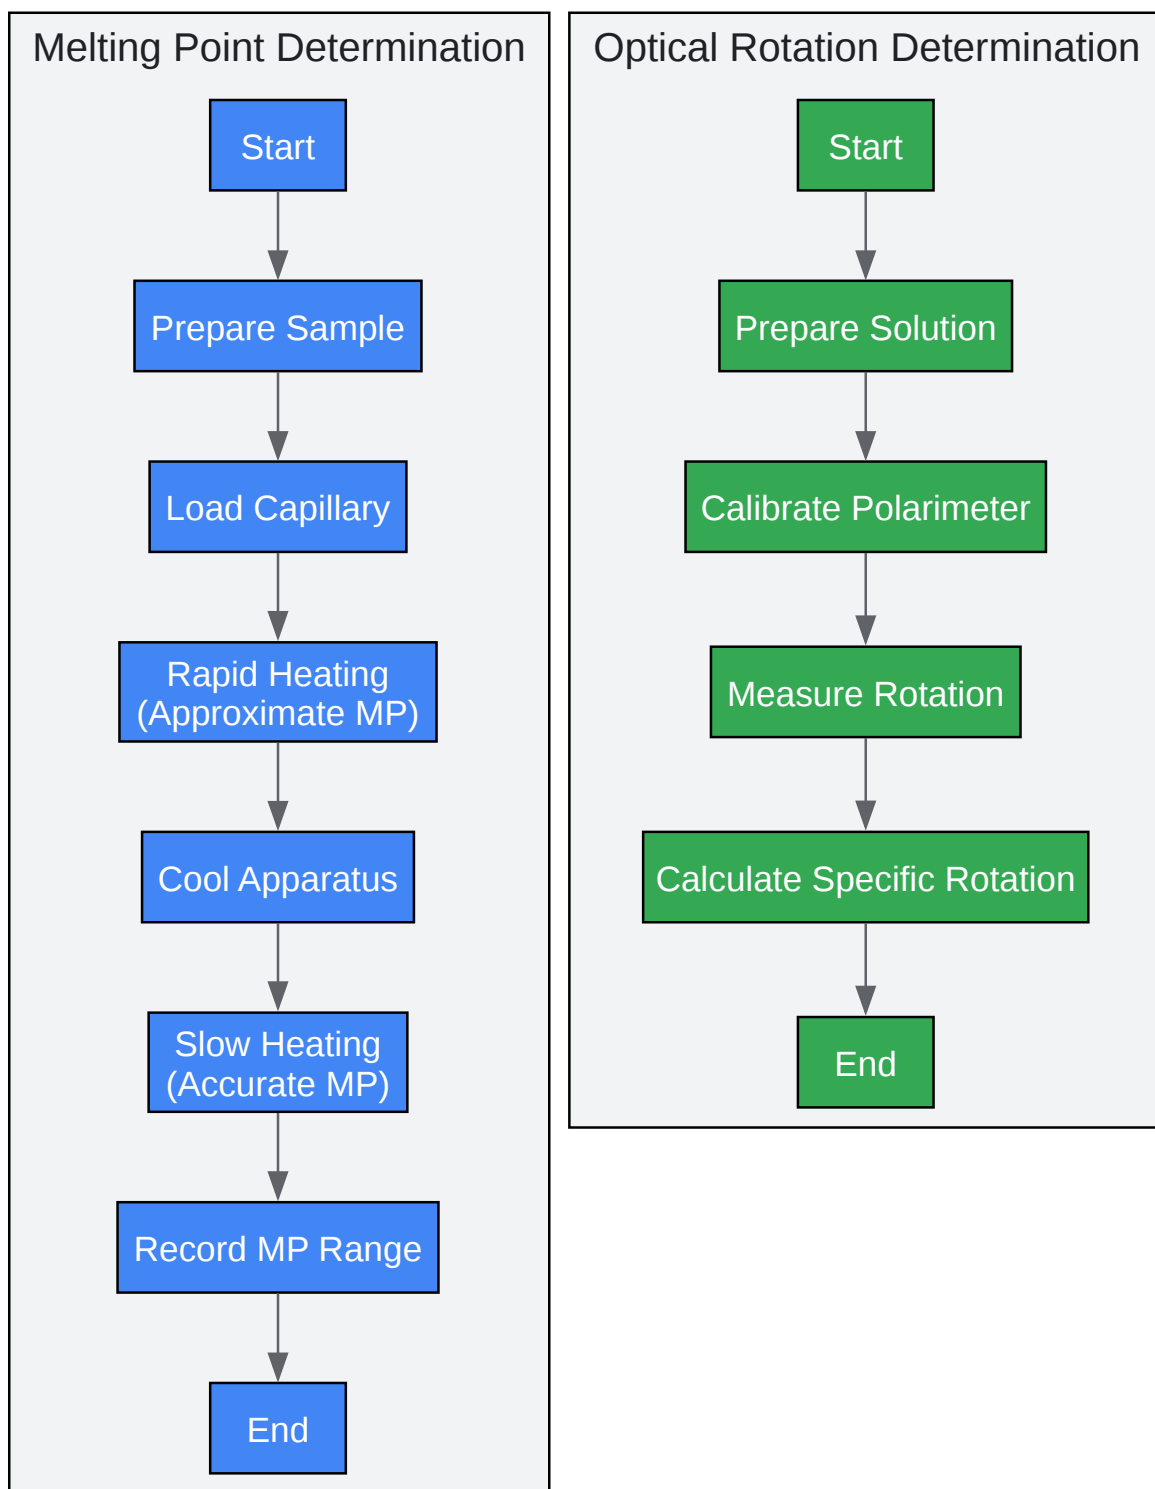 Melting Point Determination
Start
Prepare Sample
Load Capillary
Rapid Heating
(Approximate MP)
Cool Apparatus
Slow Heating
(Accurate MP)
Record MP Range
End
Optical Rotation Determination
Start
Prepare Solution
Calibrate Polarimeter
Measure Rotation
Calculate Specific Rotation
End